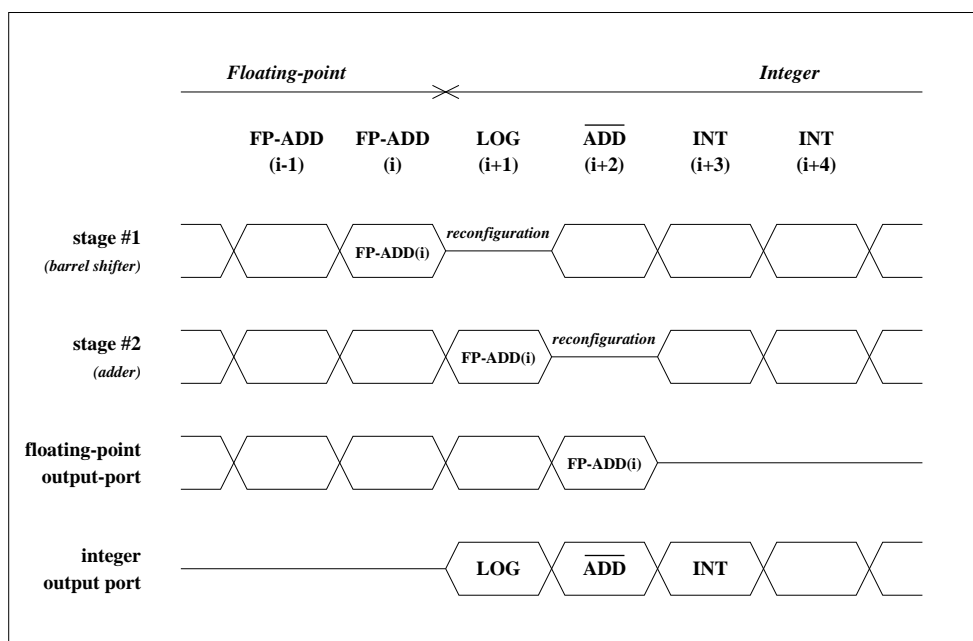 Floating-point Integer
FP-ADD FP-ADD LOG A̅D̅D̅ INT INT
(i-1) (i) (i+1) (i+2) (i+3) (i+4)
stage #1
(barrel shifter)
FP-ADD(i)
reconfiguration
stage #2
(adder)
FP-ADD(i)
reconfiguration
floating-point
output-port
FP-ADD(i)
integer
output port
LOG A̅D̅D̅ INT